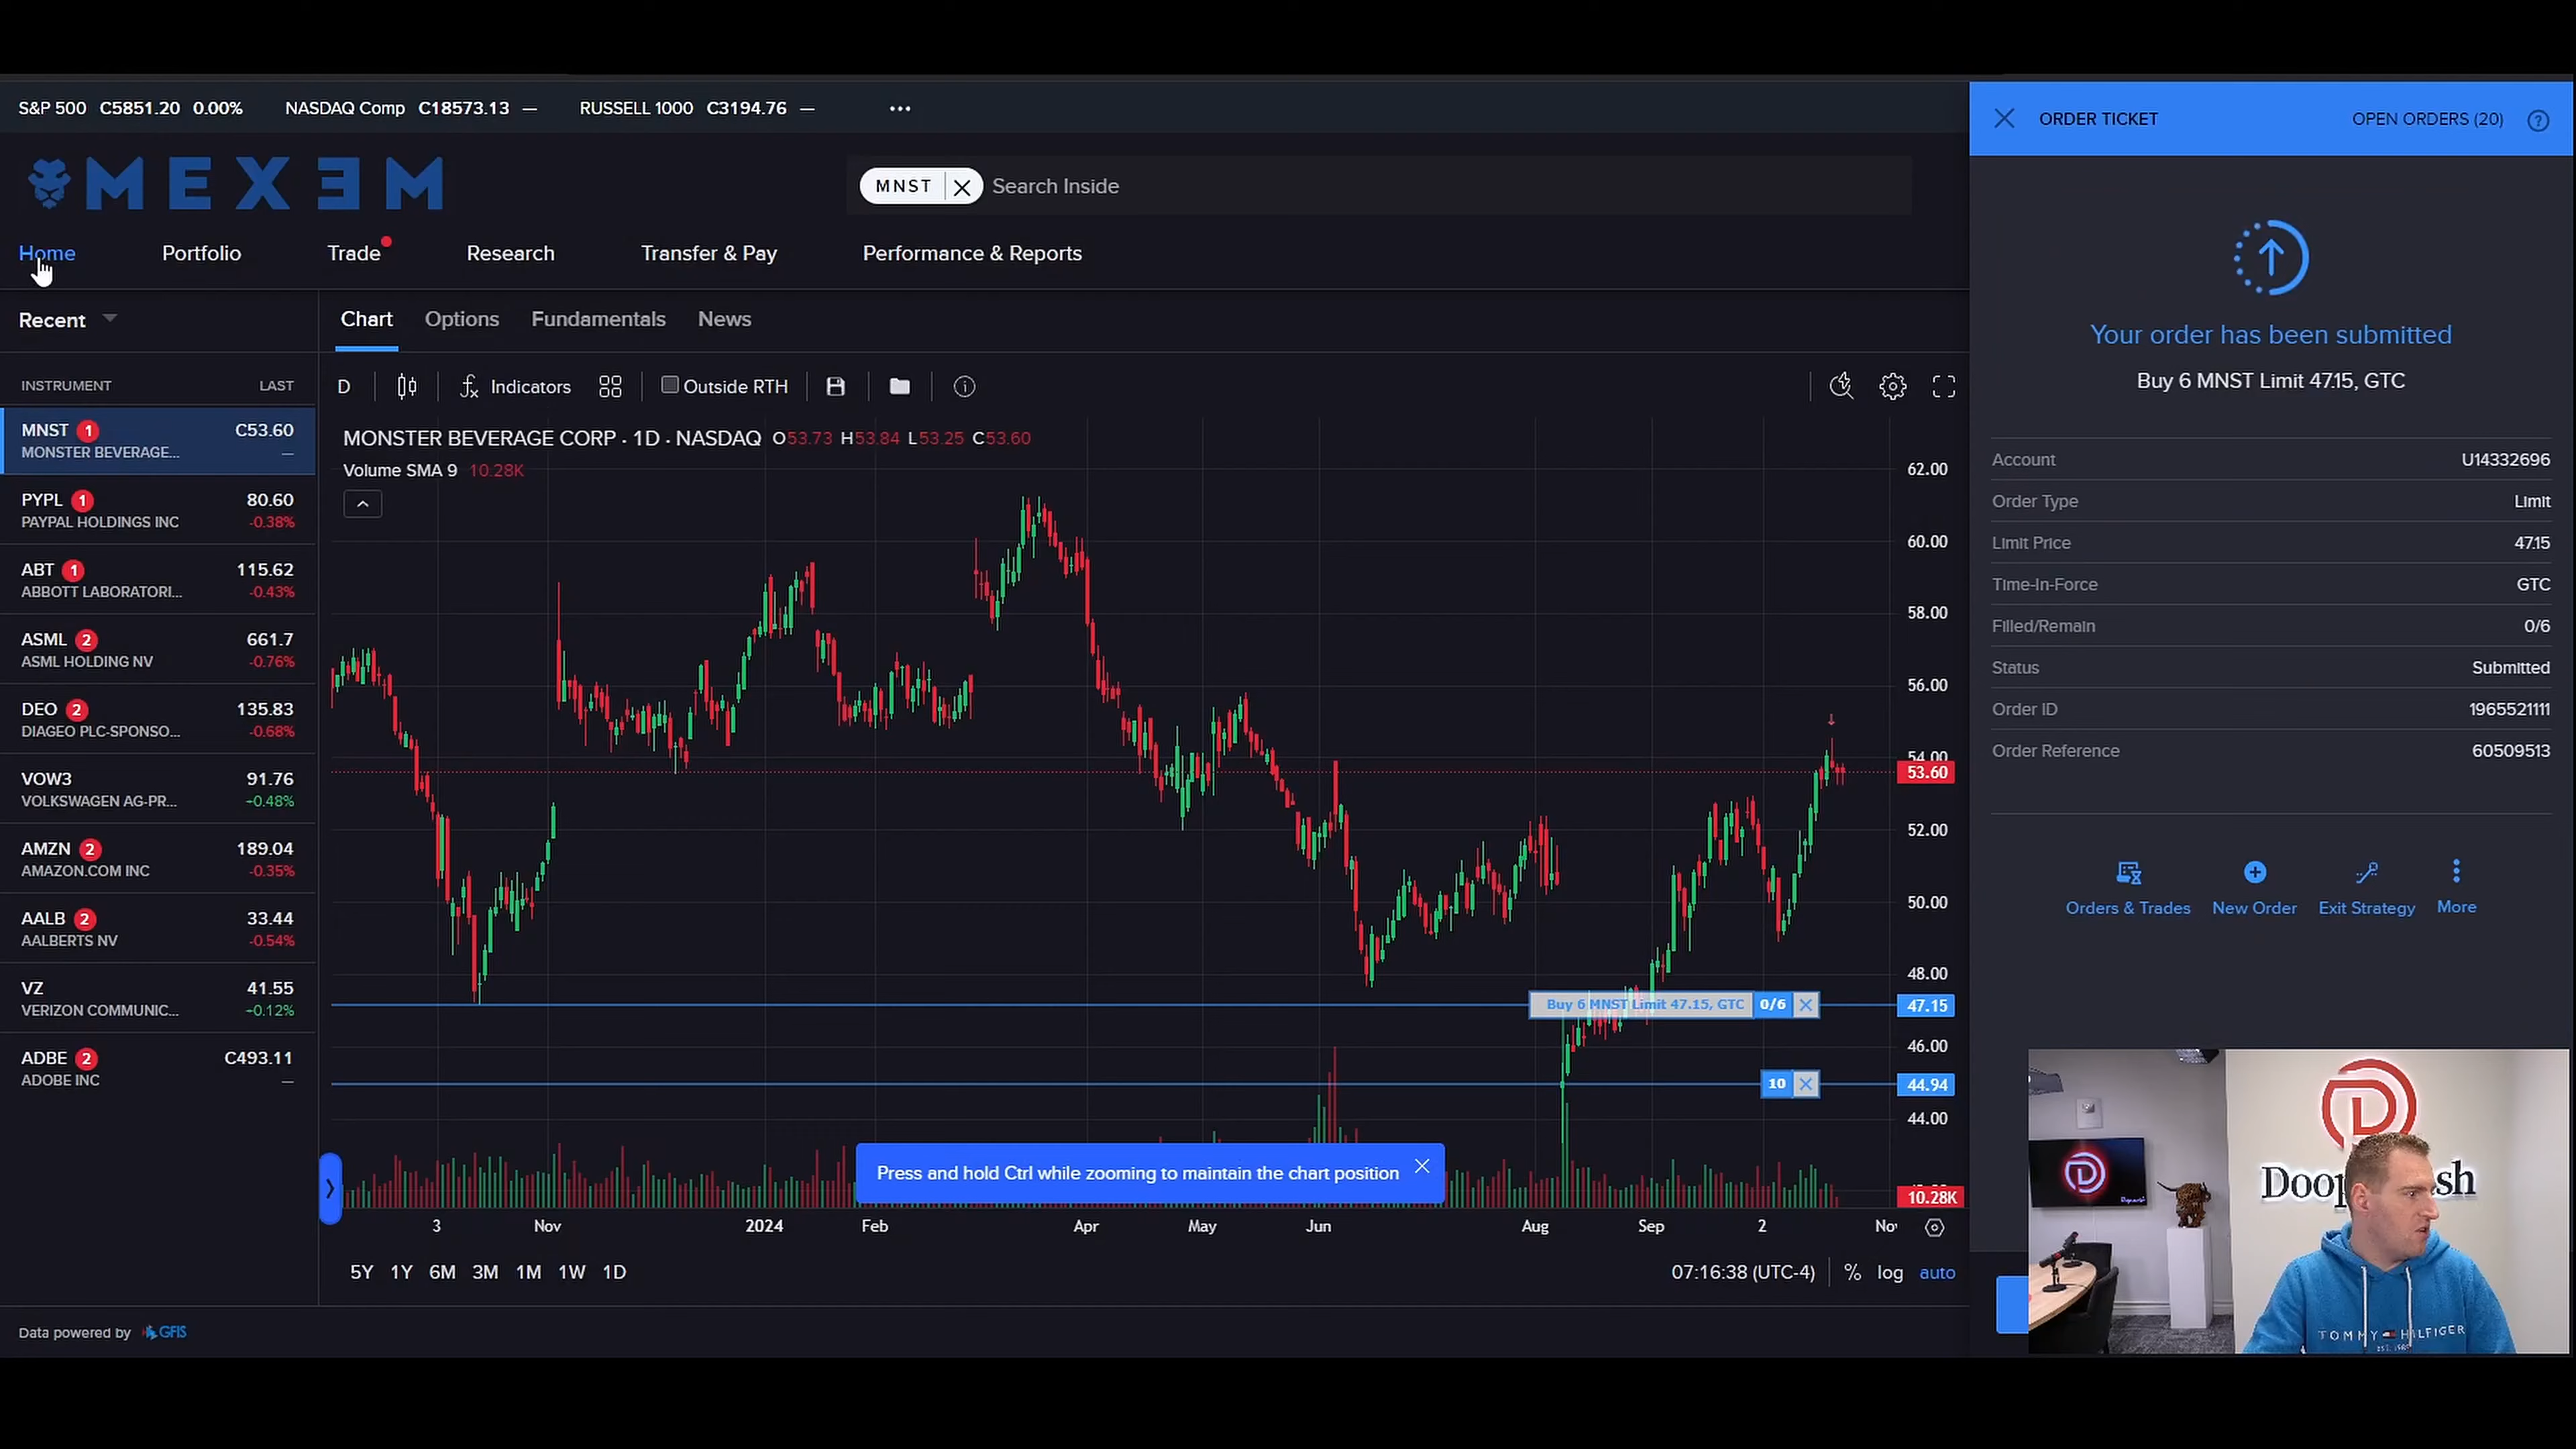 S&P 500 C5851.20 0.00% NASDAQ Comp C18573.13 — RUSSELL 1000 C3194.76 —
ORDER TICKET OPEN ORDERS (20)
MEXEM
MNST Search Inside
Home Portfolio Trade Research Transfer & Pay Performance & Reports
Recent
Chart Options Fundamentals News
INSTRUMENT LAST
D Indicators Outside RTH
MNST 1 C53.60
MONSTER BEVERAGE... —
PYPL 1 80.60
PAYPAL HOLDINGS INC -0.38%
ABT 1 115.62
ABBOTT LABORATORI... -0.43%
ASML 2 661.7
ASML HOLDING NV -0.76%
DEO 2 135.83
DIAGEO PLC-SPONSO... -0.68%
VOW3 91.76
VOLKSWAGEN AG-PR... +0.48%
AMZN 2 189.04
AMAZON.COM INC -0.35%
AALB 2 33.44
AALBERTS NV -0.54%
VZ 41.55
VERIZON COMMUNIC... +0.12%
ADBE 2 C493.11
ADOBE INC —
MONSTER BEVERAGE CORP · 1D · NASDAQ O53.73 H53.84 L53.25 C53.60
Volume SMA 9 10.28K
62.00
60.00
58.00
56.00
54.00
53.60
52.00
50.00
48.00
Buy 6 MNST Limit 47.15, GTC 0/6 47.15
46.00
10 44.94
44.00
Press and hold Ctrl while zooming to maintain the chart position
10.28K
3 Nov 2024 Feb Apr May Jun Aug Sep 2 No
5Y 1Y 6M 3M 1M 1W 1D 07:16:38 (UTC-4) % log auto
Data powered by GFIS
Your order has been submitted
Buy 6 MNST Limit 47.15, GTC
Account U14332696
Order Type Limit
Limit Price 47.15
Time-In-Force GTC
Filled/Remain 0/6
Status Submitted
Order ID 1965521111
Order Reference 60509513
Orders & Trades New Order Exit Strategy More
TOMMY HILFIGER